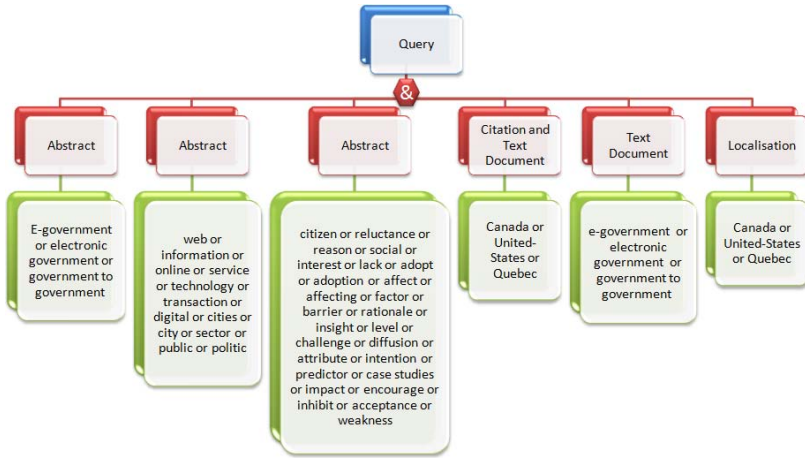 Query
&
Abstract
Abstract
Abstract
Citation and
Text
Document
Text
Document
Localisation
E-government
or electronic
government or
government to
government
web or
information or
online or service
or technology or
transaction or
digital or cities or
city or sector or
public or politic
citizen or reluctance or
reason or social or
interest or lack or adopt
or adoption or affect or
affecting or factor or
barrier or rationale or
insight or level or
challenge or diffusion or
attribute or intention or
predictor or case studies
or impact or encourage or
inhibit or acceptance or
weakness
Canada or
United-
States or
Quebec
e-government or
electronic
government or
government to
government
Canada or
United-States
or Quebec